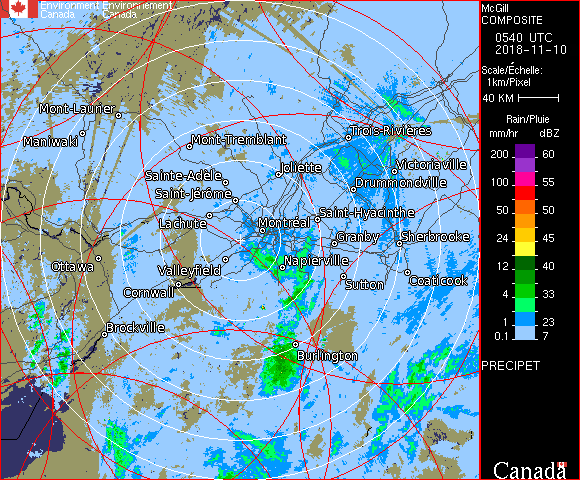 Environment Environnement
Canada Canada
McGill
COMPOSITE
0540 UTC
2018-11-10
Scale/Échelle:
1km/Pixel
40 KM
Rain/Pluie
mm/hr dBZ
200 60
100 55
50 50
24 45
12 40
4 35
2 30
1 23
0.1 7
PRECIPET
Canada
Mont-Laurier
Maniwaki
Mont-Tremblant
Trois-Rivières
Joliette
Victoriaville
Sainte-Adèle
Drummondville
Saint-Jérôme
Saint-Hyacinthe
Lachute
Montréal
Granby
Sherbrooke
Ottawa
Valleyfield
Napierville
Cornwall
Sutton
Coaticook
Brockville
Burlington